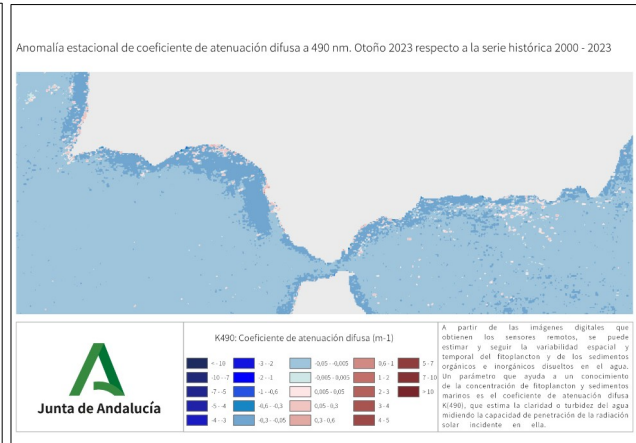 Anomalía estacional de coeficiente de atenuación difusa a 490 nm. Otoño 2023 respecto a la serie histórica 2000 - 2023
K490: Coeficiente de atenuación difusa (m-1)
< -10
-10 - -7
-7 - -5
-5 - -4
-4 - -3
-3 - -2
-2 - -1
-1 - -0,6
-0,6 - -0,3
-0,3 - -0,05
-0,05 - -0,005
-0,005 - 0,005
0,005 - 0,05
0,05 - 0,3
0,3 - 0,6
0,6 - 1
1 - 2
2 - 3
3 - 4
4 - 5
5 - 7
7 - 10
> 10
Junta de Andalucía
A partir de las imágenes digitales que
obtienen los sensores remotos, se puede
estimar y seguir la variabilidad espacial y
temporal del fitoplancton y de los sedimentos
orgánicos e inorgánicos disueltos en el agua.
Un parámetro que ayuda a un conocimiento
de la concentración de fitoplancton y sedimentos
marinos es el coeficiente de atenuación difusa
K(490), que estima la claridad o turbidez del agua
midiendo la capacidad de penetración de la radiación
solar incidente en ella.